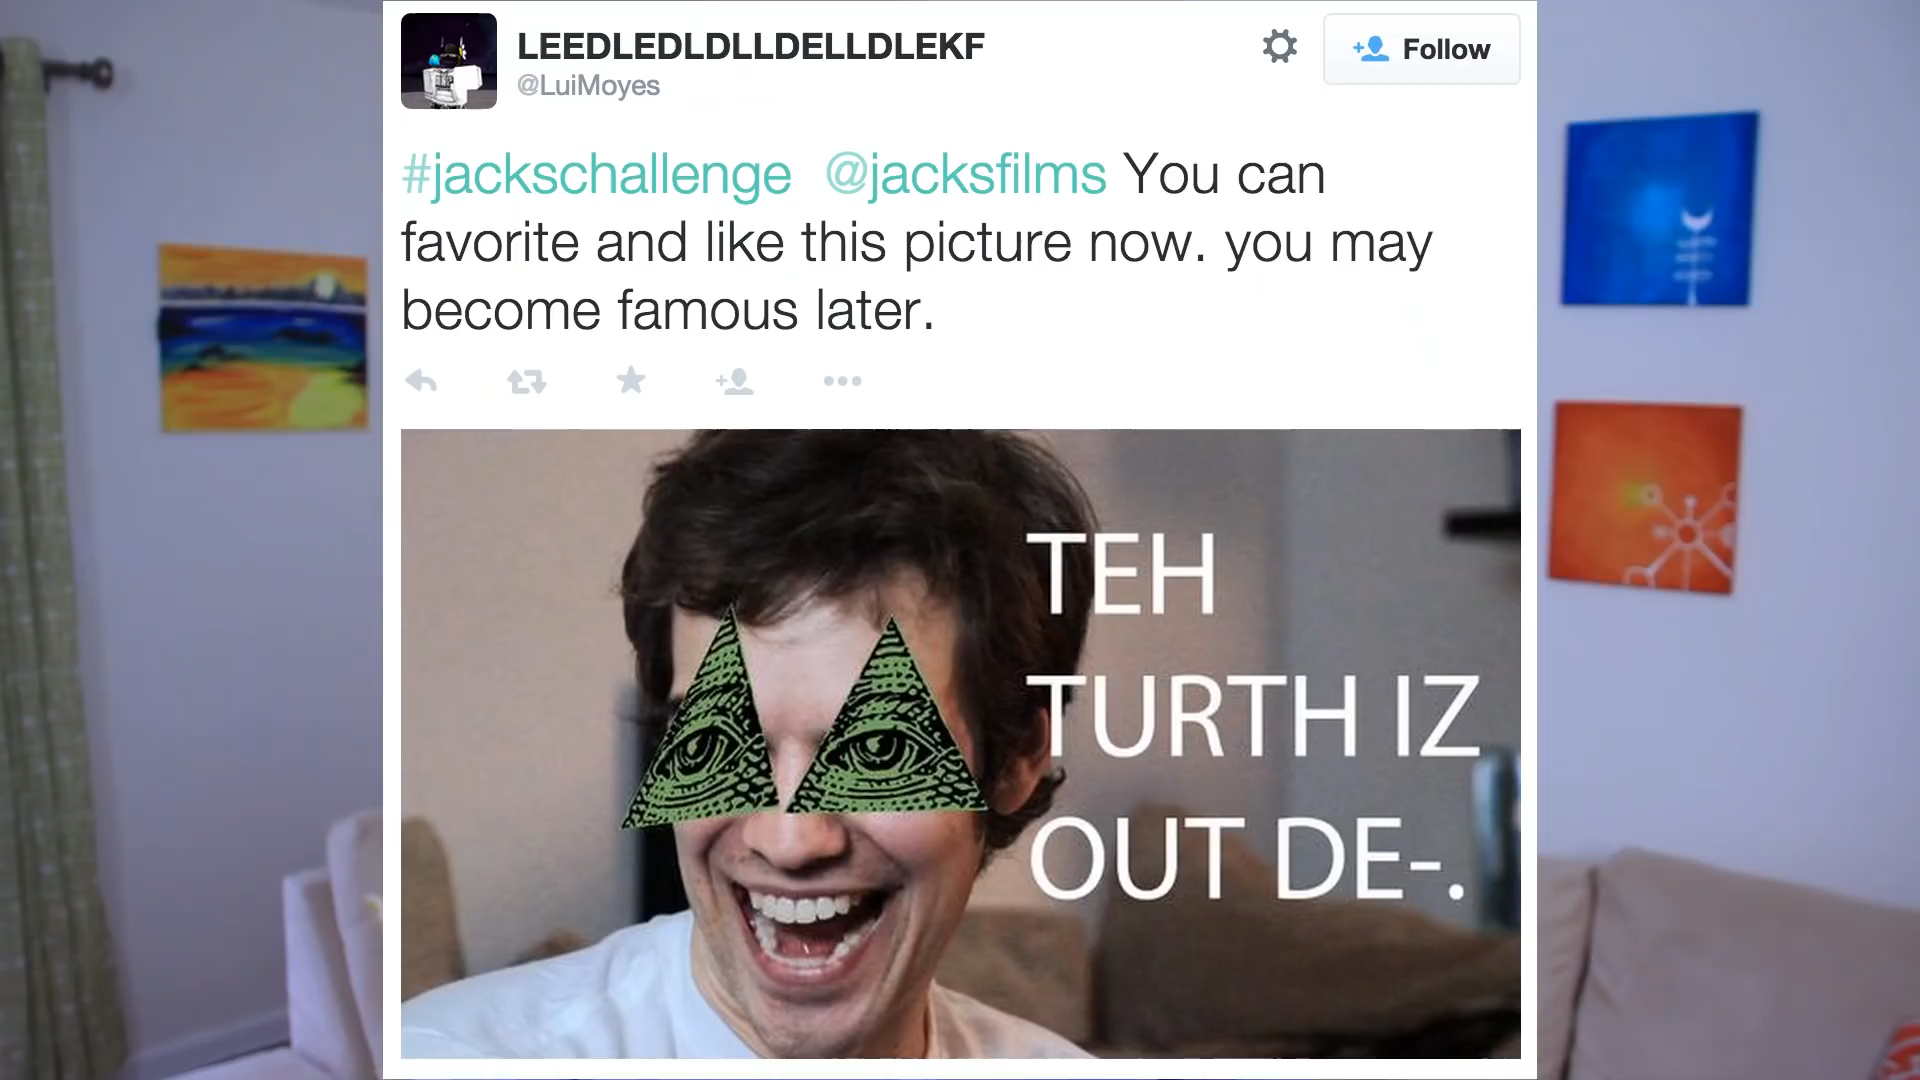 LEEDLEDLDLLDELLDLEKF
@LuiMoyes
Follow
#jackschallenge @jacksfilms You can
favorite and like this picture now. you may
become famous later.
TEH
TURTH IZ
OUT DE-.